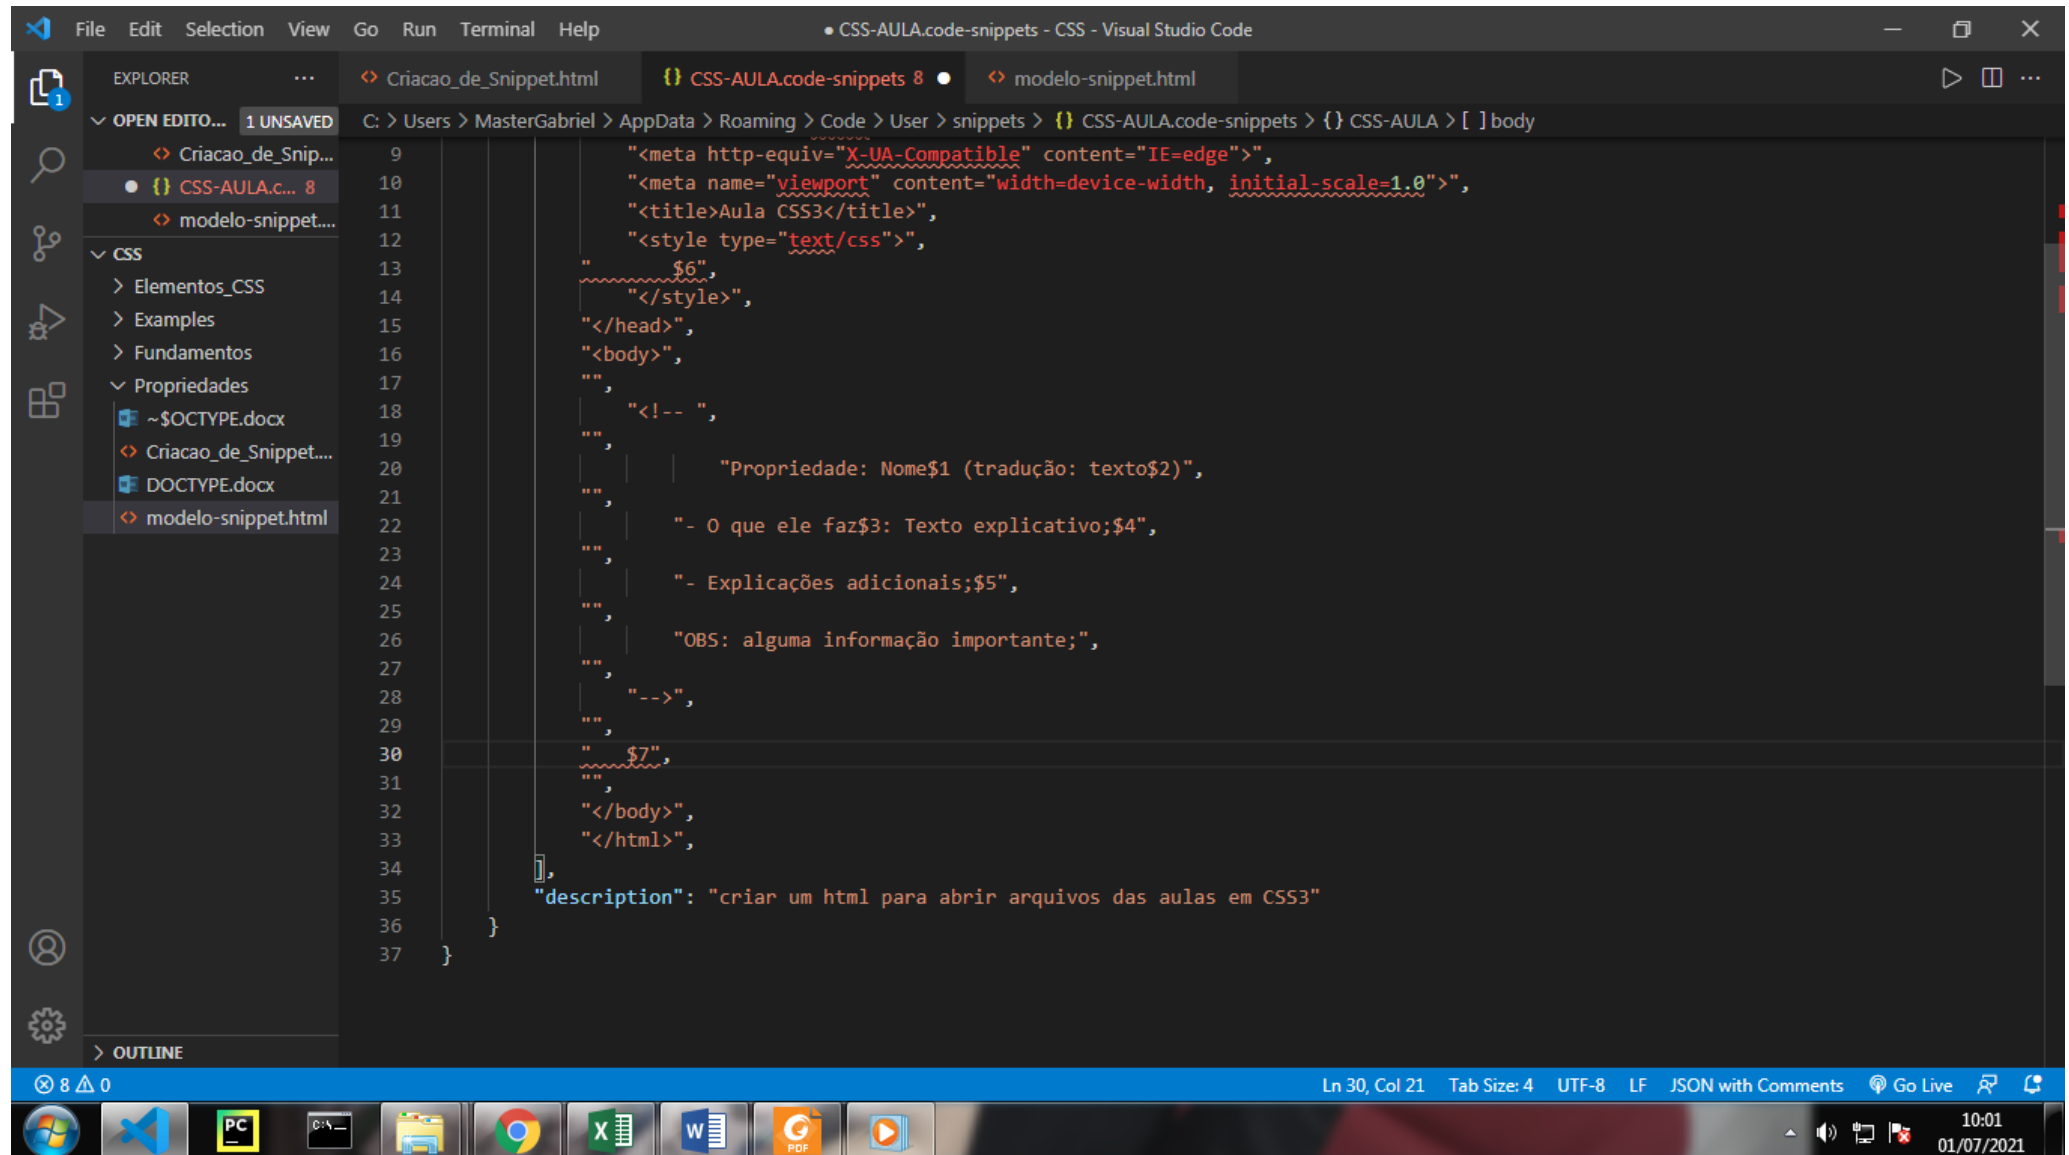 File Edit Selection View Go Run Terminal Help
● CSS-AULA.code-snippets - CSS - Visual Studio Code
EXPLORER ...
Criacao_de_Snippet.html
{} CSS-AULA.code-snippets 8 ●
modelo-snippet.html
OPEN EDITO... 1 UNSAVED
C: > Users > MasterGabriel > AppData > Roaming > Code > User > snippets > {} CSS-AULA.code-snippets > {} CSS-AULA > [ ] body
1
Criacao_de_Snip...
● {} CSS-AULA.c... 8
modelo-snippet....
CSS
> Elementos_CSS
> Examples
> Fundamentos
Propriedades
~$OCTYPE.docx
Criacao_de_Snippet....
DOCTYPE.docx
modelo-snippet.html
> OUTLINE
9 "<meta http-equiv="X-UA-Compatible" content="IE=edge">",
10 "<meta name="viewport" content="width=device-width, initial-scale=1.0">",
11 "<title>Aula CSS3</title>",
12 "<style type="text/css">",
13 "        $6",
14 "</style>",
15 "</head>",
16 "<body>",
17 "",
18 "<!-- ",
19 "",
20 "Propriedade: Nome$1 (tradução: texto$2)",
21 "",
22 "- O que ele faz$3: Texto explicativo;$4",
23 "",
24 "- Explicações adicionais;$5",
25 "",
26 "OBS: alguma informação importante;",
27 "",
28 "-->",
29 "",
30 "    $7",
31 "",
32 "</body>",
33 "</html>",
34 ],
35 "description": "criar um html para abrir arquivos das aulas em CSS3"
36 }
37 }
8 0
Ln 30, Col 21 Tab Size: 4 UTF-8 LF JSON with Comments Go Live
PC
C:\
X
W
G
PDF
10:01
01/07/2021